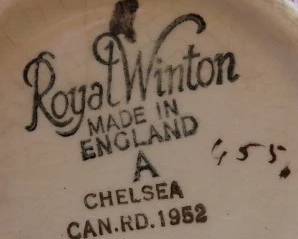 Royal Winton
MADE IN
ENGLAND
A
CHELSEA
CAN.RD.1952
455.